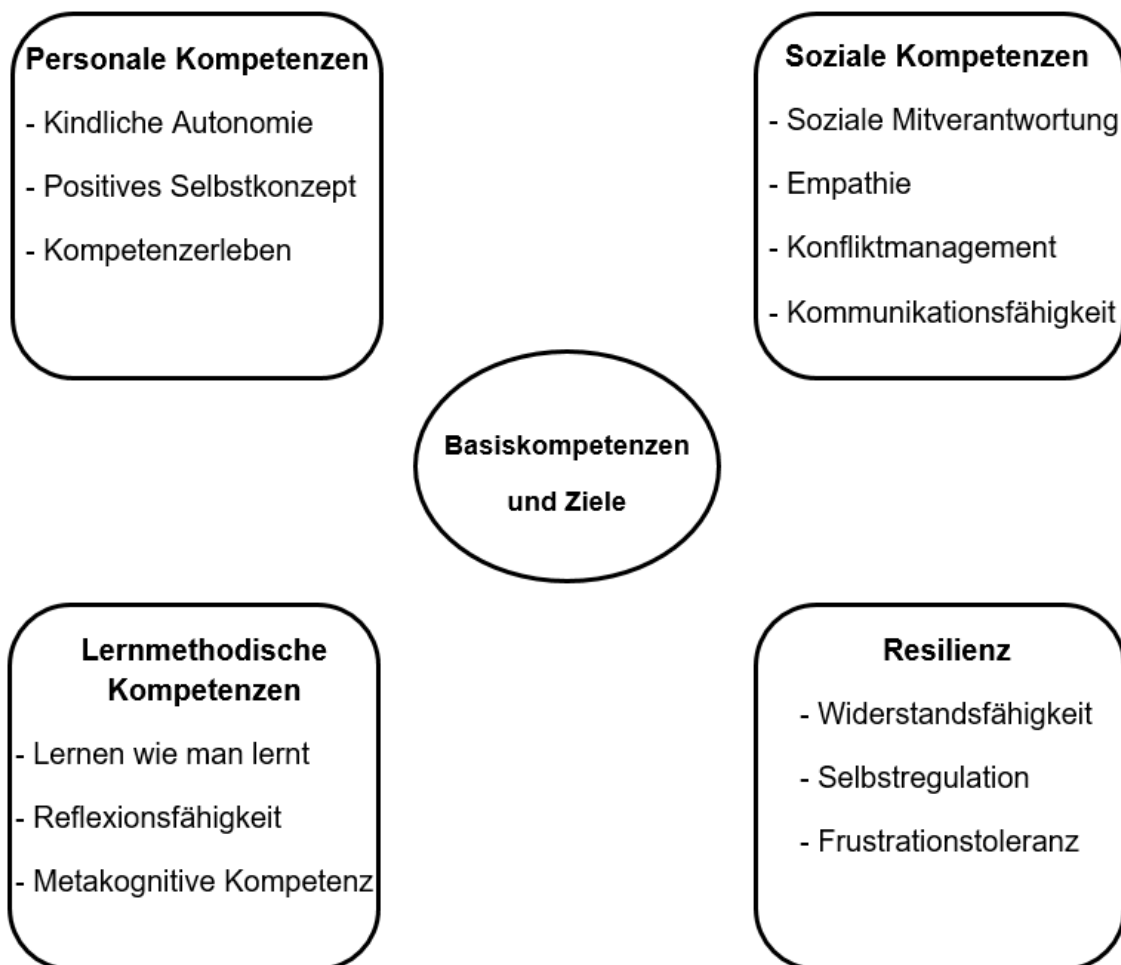 Personale Kompetenzen
- Kindliche Autonomie
- Positives Selbstkonzept
- Kompetenzerleben
Soziale Kompetenzen
- Soziale Mitverantwortung
- Empathie
- Konfliktmanagement
- Kommunikationsfähigkeit
Basiskompetenzen
und Ziele
Lernmethodische
Kompetenzen
- Lernen wie man lernt
- Reflexionsfähigkeit
- Metakognitive Kompetenz
Resilienz
- Widerstandsfähigkeit
- Selbstregulation
- Frustrationstoleranz